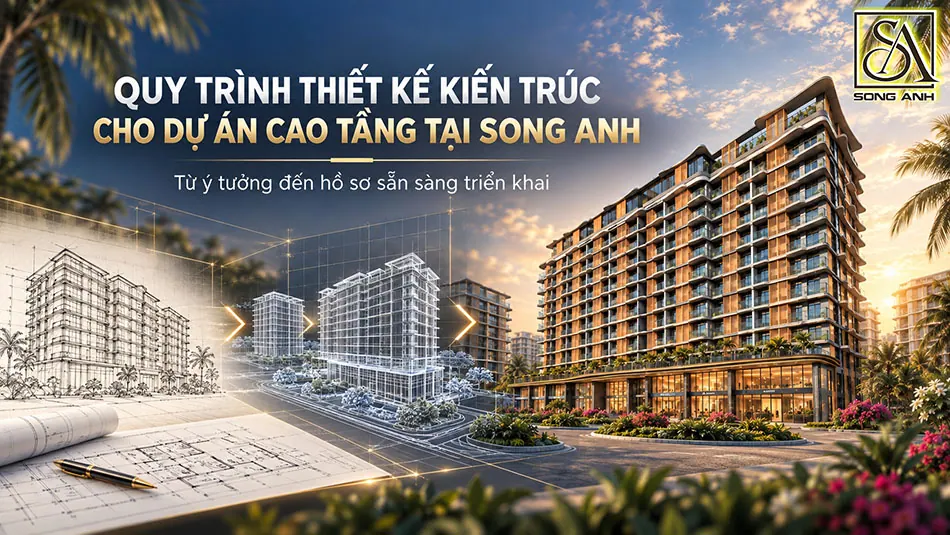 QUY TRÌNH THIẾT KẾ KIẾN TRÚC
CHO DỰ ÁN CAO TẦNG TẠI SONG ANH
Từ ý tưởng đến hồ sơ sẵn sàng triển khai
SA
SONG ANH